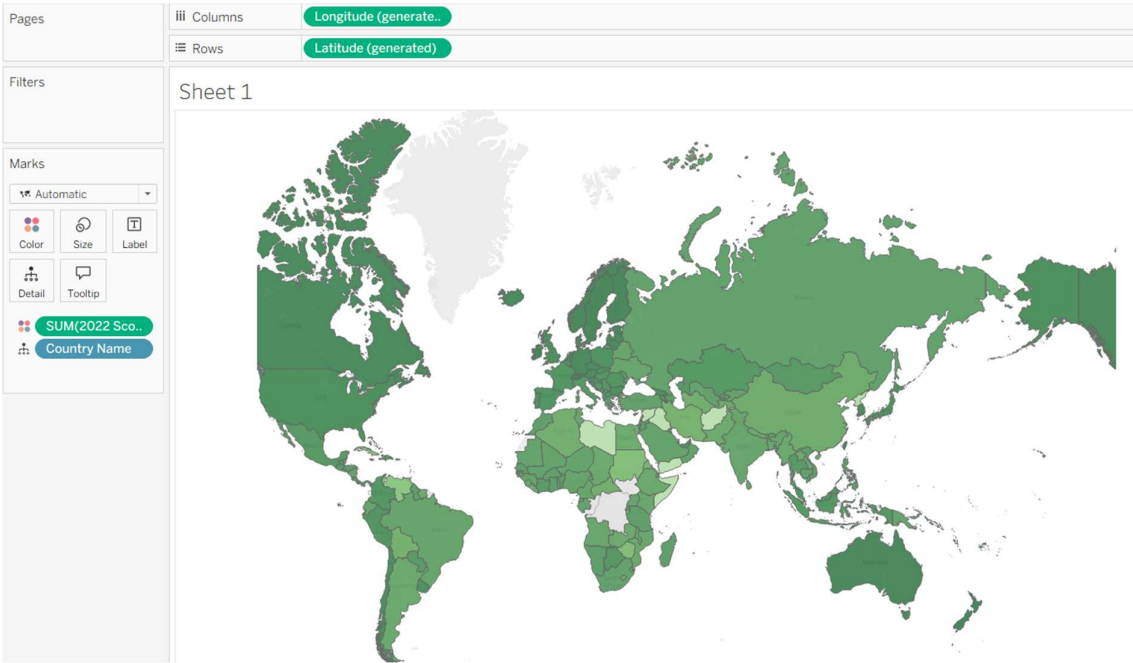 Pages
iii Columns
Longitude (generate..
Rows
Latitude (generated)
Filters
Sheet 1
Marks
Automatic
Color
Size
T
Label
Detail
Tooltip
SUM(2022 Sco..
Country Name